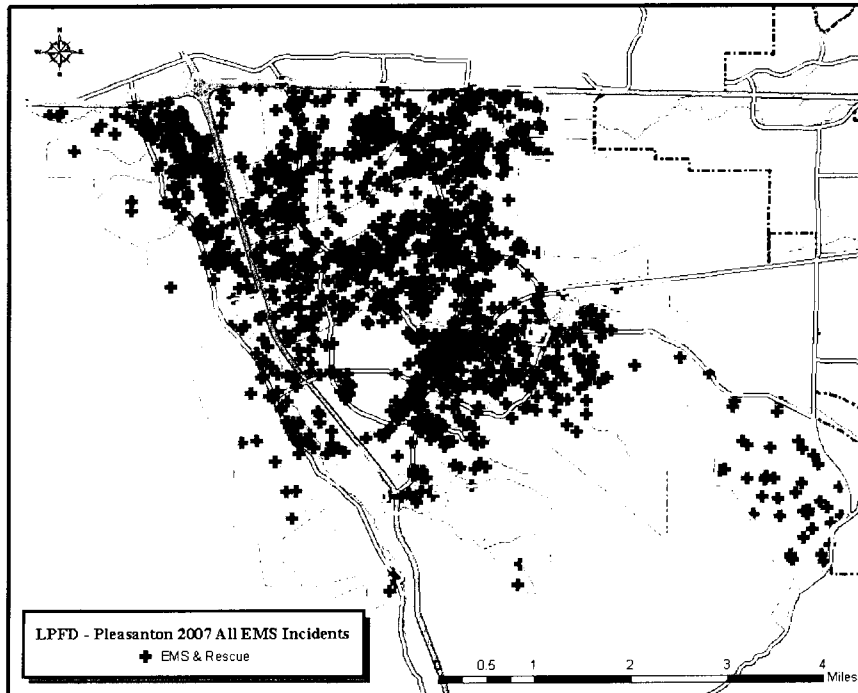 N
W E
S
LPFD - Pleasanton 2007 All EMS Incidents
EMS & Rescue
0 0.5 1 2 3 4
Miles